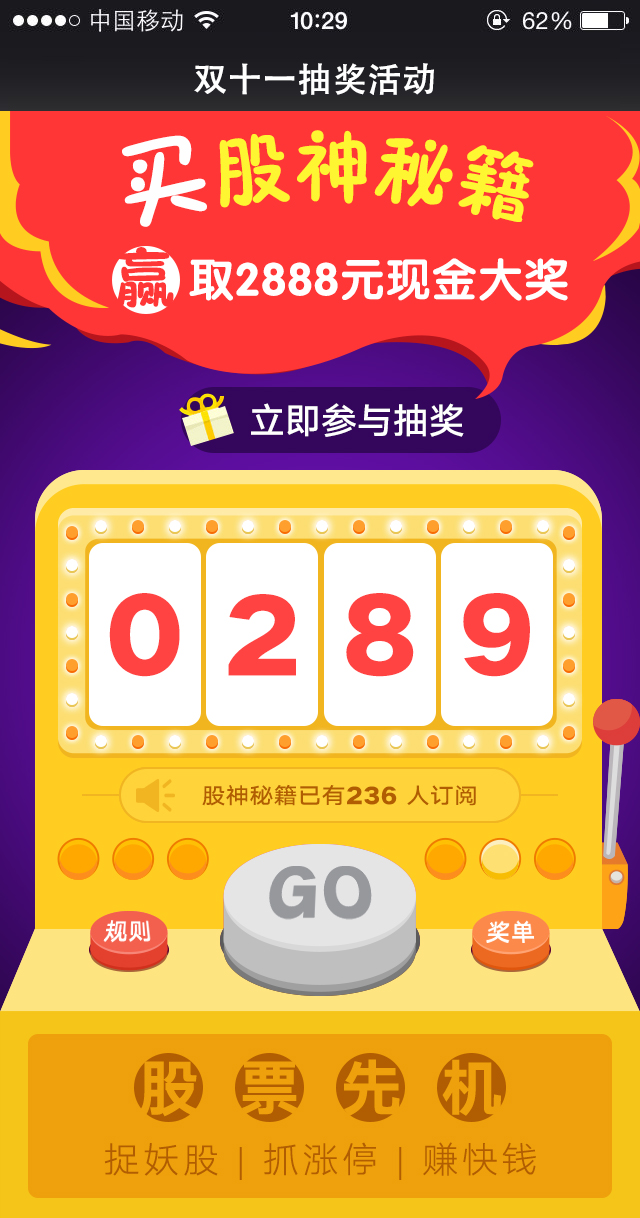 中国移动 10:29 62%
双十一抽奖活动
买股神秘籍
赢取2888元现金大奖
立即参与抽奖
0 2 8 9
股神秘籍已有236 人订阅
GO
规则 奖单
股票先机
捉妖股 | 抓涨停 | 赚快钱